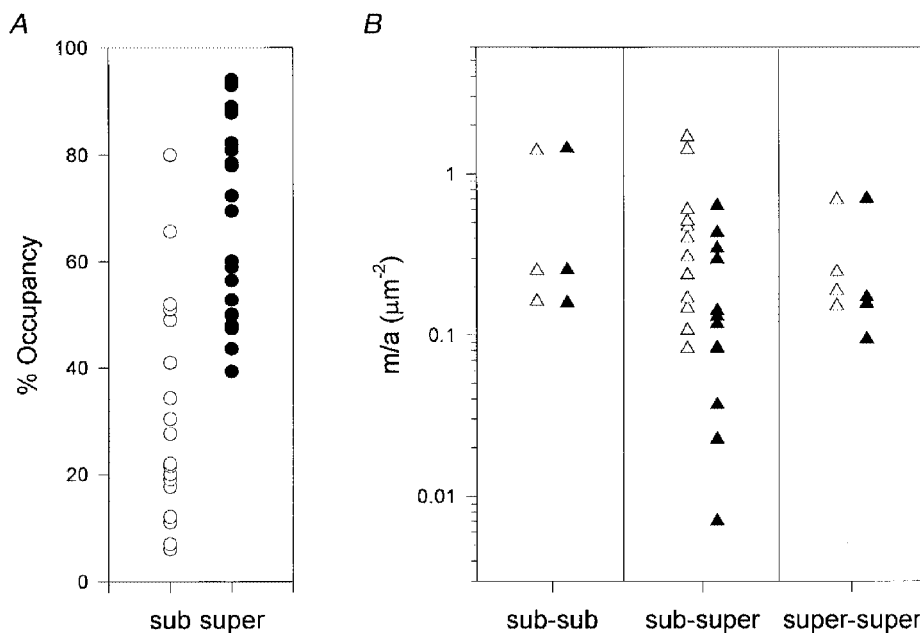 A
B
100
80
60
40
20
0
% Occupancy
sub super
1
0.1
0.01
m/a (μm⁻²)
sub-sub
sub-super
super-super